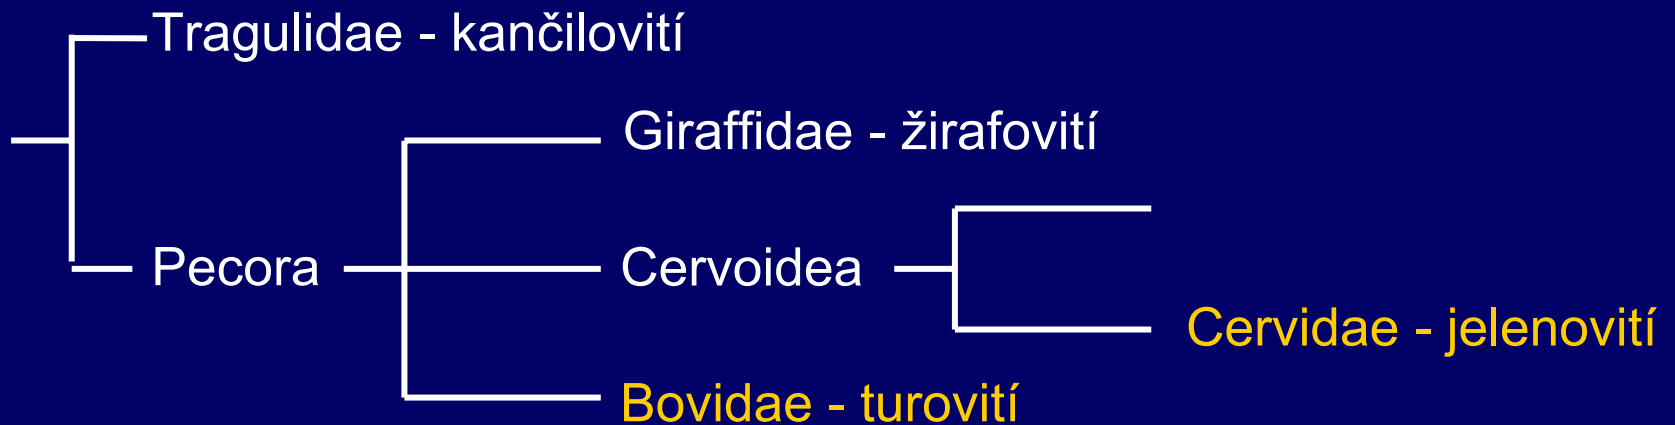 Tragulidae - kančilovití
Giraffidae - žirafovití
Pecora
Cervoidea
Cervidae - jelenovití
Bovidae - turovití